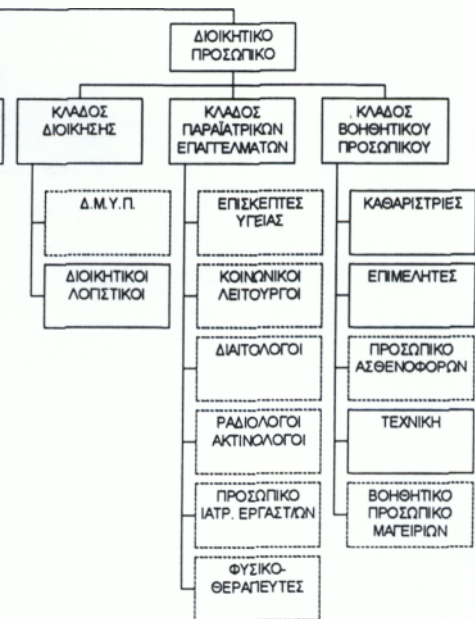 ΔΙΟΙΚΗΤΙΚΟ
ΠΡΟΣΩΠΙΚΟ
ΚΛΑΔΟΣ
ΔΙΟΙΚΗΣΗΣ
Δ.Μ.Υ.Π.
ΔΙΟΙΚΗΤΙΚΟΙ
ΛΟΓΙΣΤΙΚΟΙ
ΚΛΑΔΟΣ
ΠΑΡΑΪΑΤΡΙΚΩΝ
ΕΠΑΓΓΕΛΜΑΤΩΝ
ΕΠΙΣΚΕΠΤΕΣ
ΥΓΕΙΑΣ
ΚΟΙΝΩΝΙΚΟΙ
ΛΕΙΤΟΥΡΓΟΙ
ΔΙΑΙΤΟΛΟΓΟΙ
ΡΑΔΙΟΛΟΓΟΙ
ΑΚΤΙΝΟΛΟΓΟΙ
ΠΡΟΣΩΠΙΚΟ
ΙΑΤΡ. ΕΡΓΑΣΤ/ΩΝ
ΦΥΣΙΚΟ-
ΘΕΡΑΠΕΥΤΕΣ
ΚΛΑΔΟΣ
ΒΟΗΘΗΤΙΚΟΥ
ΠΡΟΣΩΠΙΚΟΥ
ΚΑΘΑΡΙΣΤΡΙΕΣ
ΕΠΙΜΕΛΗΤΕΣ
ΠΡΟΣΩΠΙΚΟ
ΑΣΘΕΝΟΦΟΡΩΝ
ΤΕΧΝΙΚΗ
ΒΟΗΘΗΤΙΚΟ
ΠΡΟΣΩΠΙΚΟ
ΜΑΓΕΙΡΙΩΝ